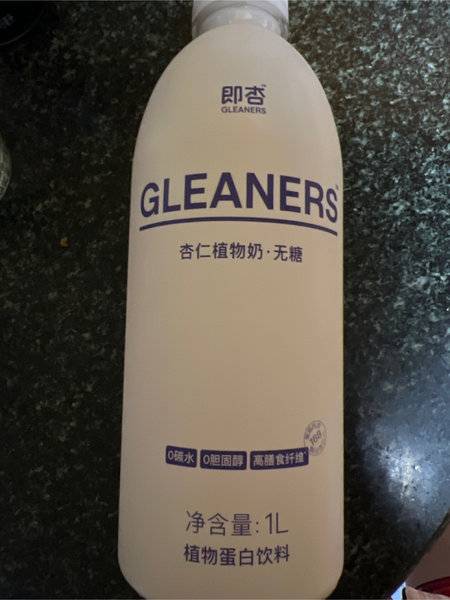 即杏
GLEANERS
GLEANERS
杏仁植物奶·无糖
168
0碳水 0胆固醇 高膳食纤维
净含量:1L
植物蛋白饮料